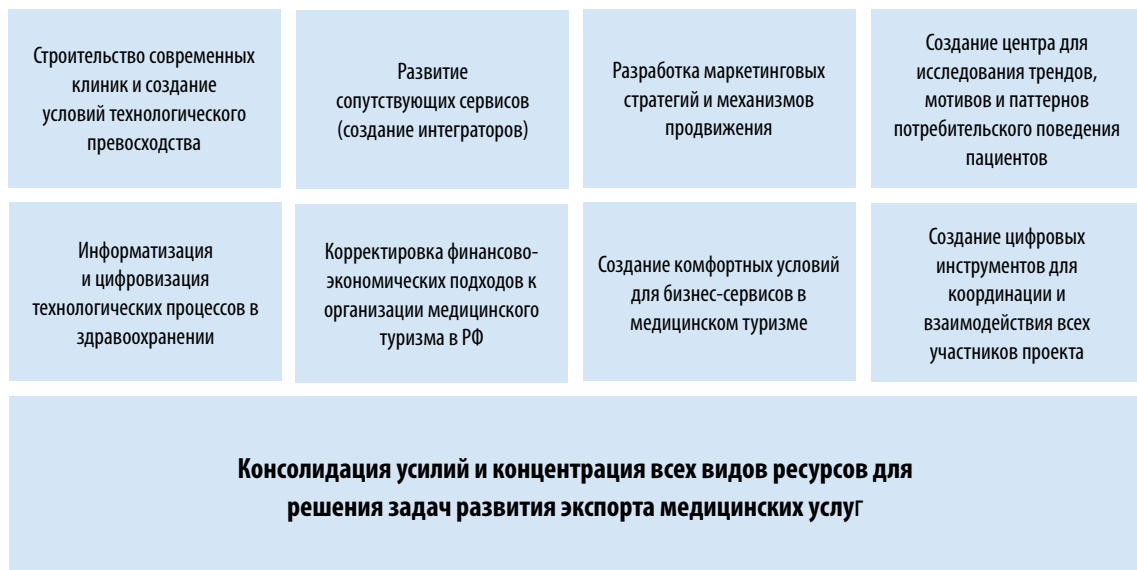 Строительство современных
клиник и создание
условий технологического
превосходства
Развитие
сопутствующих сервисов
(создание интеграторов)
Разработка маркетинговых
стратегий и механизмов
продвижения
Создание центра для
исследования трендов,
мотивов и паттернов
потребительского поведения
пациентов
Информатизация
и цифровизация
технологических процессов в
здравоохранении
Корректировка финансово-
экономических подходов к
организации медицинского
туризма в РФ
Создание комфортных условий
для бизнес-сервисов в
медицинском туризме
Создание цифровых
инструментов для
координации и
взаимодействия всех
участников проекта
Консолидация усилий и концентрация всех видов ресурсов для
решения задач развития экспорта медицинских услуг